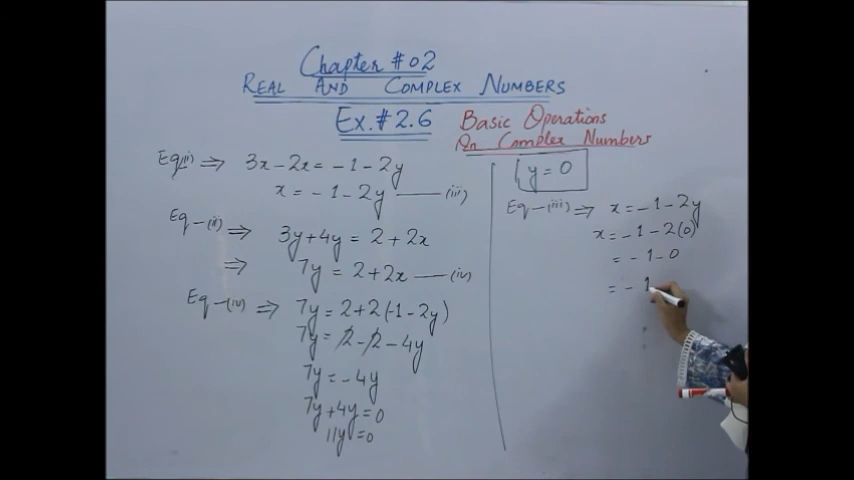 Chapter # 02
REAL AND COMPLEX NUMBERS
Ex. # 2.6
Basic Operations
On Complex Numbers
Eq(i) ⇒ 3x - 2x = - 1 - 2y
x = - 1 - 2y —— (iii)
Eq-(ii) ⇒ 3y + 4y = 2 + 2x
⇒ 7y = 2 + 2x —— (iv)
Eq-(iv) ⇒ 7y = 2 + 2(-1 - 2y)
7y = 2 - 2 - 4y
7y = - 4y
7y + 4y = 0
11y = 0
y = 0
Eq-(iii) ⇒ x = - 1 - 2y
x = - 1 - 2(0)
= - 1 - 0
= - 1